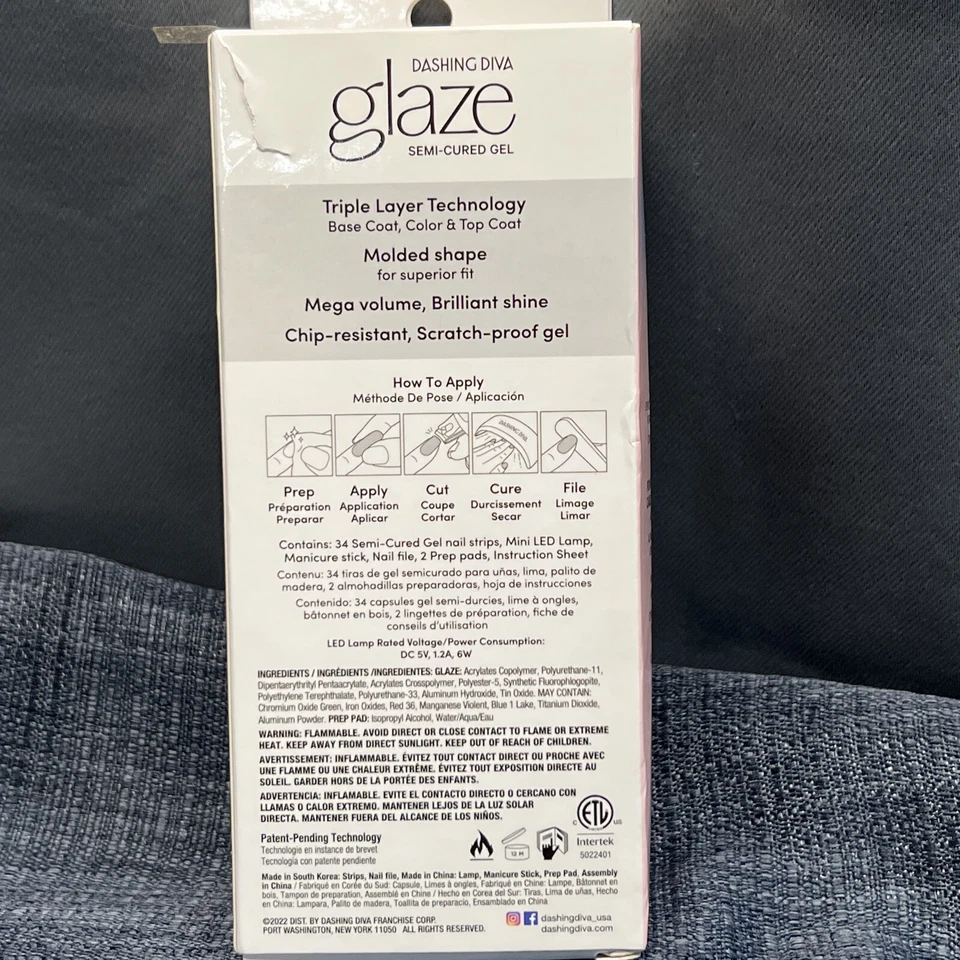 DASHING DIVA
glaze
SEMI-CURED GEL
Triple Layer Technology
Base Coat, Color & Top Coat
Molded shape
for superior fit
Mega volume, Brilliant shine
Chip-resistant, Scratch-proof gel
How To Apply
Méthode De Pose / Aplicación
DASHING DIVA
Prep Apply Cut Cure File
Préparation Application Coupe Durcissement Limage
Preparar Aplicar Cortar Secar Limar
Contains: 34 Semi-Cured Gel nail strips, Mini LED Lamp,
Manicure stick, Nail file, 2 Prep pads, Instruction Sheet
Contenu: 34 tiras de gel semicurado para uñas, lima, palito de
madera, 2 almohadillas preparadoras, hoja de instrucciones
Contenido: 34 capsules gel semi-durcies, lime à ongles,
bâtonnet en bois, 2 lingettes de préparation, fiche de
conseils d'utilisation
LED Lamp Rated Voltage/Power Consumption:
DC 5V, 1.2A, 6W
INGREDIENTS / INGRÉDIENTS /INGREDIENTES: GLAZE: Acrylates Copolymer, Polyurethane-11,
Dipentaerythrityl Pentaacrylate, Acrylates Crosspolymer, Polyester-5, Synthetic Fluorophlogopite,
Polyethylene Terephthalate, Polyurethane-33, Aluminum Hydroxide, Tin Oxide. MAY CONTAIN:
Chromium Oxide Green, Iron Oxides, Red 36, Manganese Violent, Blue 1 Lake, Titanium Dioxide,
Aluminum Powder. PREP PAD: Isopropyl Alcohol, Water/Aqua/Eau
WARNING: FLAMMABLE. AVOID DIRECT OR CLOSE CONTACT TO FLAME OR EXTREME
HEAT. KEEP AWAY FROM DIRECT SUNLIGHT. KEEP OUT OF REACH OF CHILDREN.
AVERTISSEMENT: INFLAMMABLE. ÉVITEZ TOUT CONTACT DIRECT OU PROCHE AVEC
UNE FLAMME OU UNE CHALEUR EXTRÊME. ÉVITEZ TOUT EXPOSITION DIRECTE AU
SOLEIL. GARDER HORS DE LA PORTÉE DES ENFANTS.
ADVERTENCIA: INFLAMABLE. EVITE EL CONTACTO DIRECTO O CERCANO CON
LLAMAS O CALOR EXTREMO. MANTENER LEJOS DE LA LUZ SOLAR
DIRECTA. MANTENER FUERA DEL ALCANCE DE LOS NIÑOS.
c ETL us
Intertek
5022401
12 M
Patent-Pending Technology
Technologie en instance de brevet
Tecnología con patente pendiente
Made in South Korea: Strips, Nail file, Made in China: Lamp, Manicure Stick, Prep Pad, Assembly
in China / Fabriqué en Corée du Sud: Capsule, Limes à ongles, Fabriqué en Chine: Lampe, Bâtonnet en
bois, Tampon de preparation, Assemblé en Chine / Hecho en Corea del Sur: Tiras, Lima de uñas, Hecho
en China: Lampara, Palito de madera, Toallita de preparacio, Ensamblado en China
©2022 DIST. BY DASHING DIVA FRANCHISE CORP.
PORT WASHINGTON, NEW YORK 11050 ALL RIGHTS RESERVED.
dashingdiva_usa
dashingdiva.com